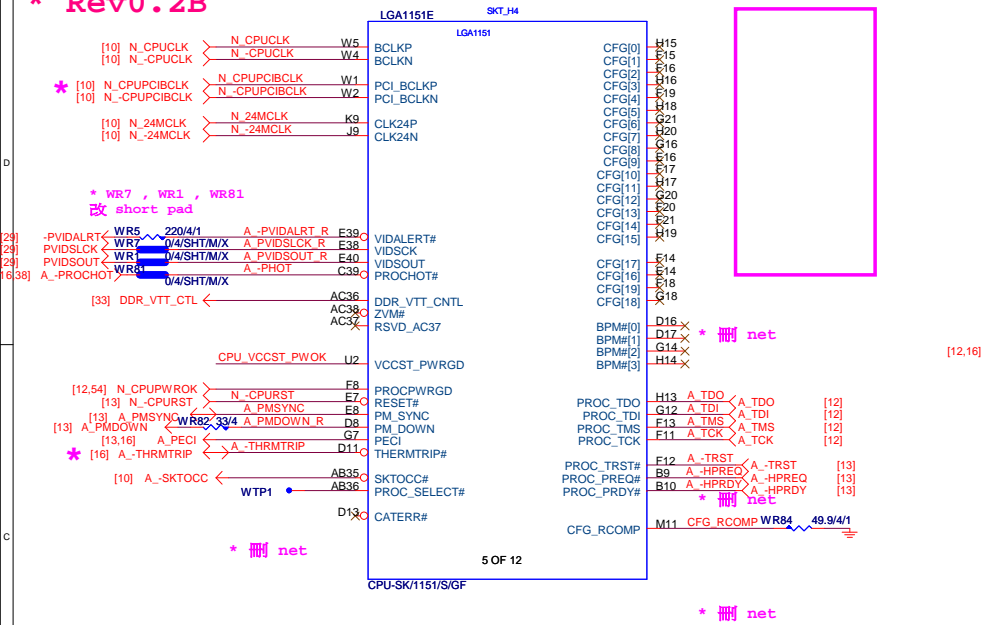 * Rev0.2B
LGA1151E
SKT_H4
LGA1151
[10] N_CPUCLK N_CPUCLK W5 BCLKP
[10] N_-CPUCLK N_-CPUCLK W4 BCLKN
* [10] N_CPUPCIBCLK N_CPUPCIBCLK W1 PCI_BCLKP
[10] N_-CPUPCIBCLK N_-CPUPCIBCLK W2 PCI_BCLKN
[10] N_24MCLK N_24MCLK K9 CLK24P
[10] N_-24MCLK N_-24MCLK J9 CLK24N
D
* WR7 , WR1 , WR81
改 short pad
[29] -PVIDALRT WR5 220/4/1 A_-PVIDALRT_R E39 VIDALERT#
[29] PVIDSLCK WR7 0/4/SHT/M/X A_PVIDSLCK_R E38 VIDSCK
[29] PVIDSOUT WR1 0/4/SHT/M/X A_PVIDSOUT_R E40 VIDSOUT
16,38] A_-PROCHOT WR81 0/4/SHT/M/X A_-PHOT C39 PROCHOT#
[33] DDR_VTT_CTL AC36 DDR_VTT_CNTL
AC38 ZVM#
AC37 RSVD_AC37
CPU_VCCST_PWOK U2 VCCST_PWRGD
[12,54] N_CPUPWROK F8 PROCPWRGD
[13] N_-CPURST N_-CPURST E7 RESET#
[13] A_PMSYNC A_PMSYNC E8 PM_SYNC
[13] A_PMDOWN WR82 33/4 A_PMDOWN_R D8 PM_DOWN
[13,16] A_PECI G7 PECI
* [16] A_-THRMTRIP A_-THRMTRIP D11 THERMTRIP#
[10] A_-SKTOCC AB35 SKTOCC#
WTP1 AB36 PROC_SELECT#
D13 CATERR#
C
* 刪 net
CFG[0] H15
CFG[1] F15
CFG[2] F16
CFG[3] H16
CFG[4] F19
CFG[5] H18
CFG[6] G21
CFG[7] H20
CFG[8] G16
CFG[9] E16
CFG[10] F17
CFG[11] H17
CFG[12] G20
CFG[13] F20
CFG[14] F21
CFG[15] H19
CFG[17] F14
CFG[16] E14
CFG[19] F18
CFG[18] G18
BPM#[0] D16
BPM#[1] D17
BPM#[2] G14
BPM#[3] H14
* 刪 net
[12,16]
PROC_TDO H13 A_TDO A_TDO [12]
PROC_TDI G12 A_TDI A_TDI [12]
PROC_TMS F13 A_TMS A_TMS [12]
PROC_TCK F11 A_TCK A_TCK [12]
PROC_TRST# F12 A_-TRST A_-TRST [13]
PROC_PREQ# B9 A_-HPREQ A_-HPREQ [13]
PROC_PRDY# B10 A_-HPRDY A_-HPRDY [13]
* 刪 net
CFG_RCOMP M11 CFG_RCOMP WR84 49.9/4/1
5 OF 12
CPU-SK/1151/S/GF
* 刪 net